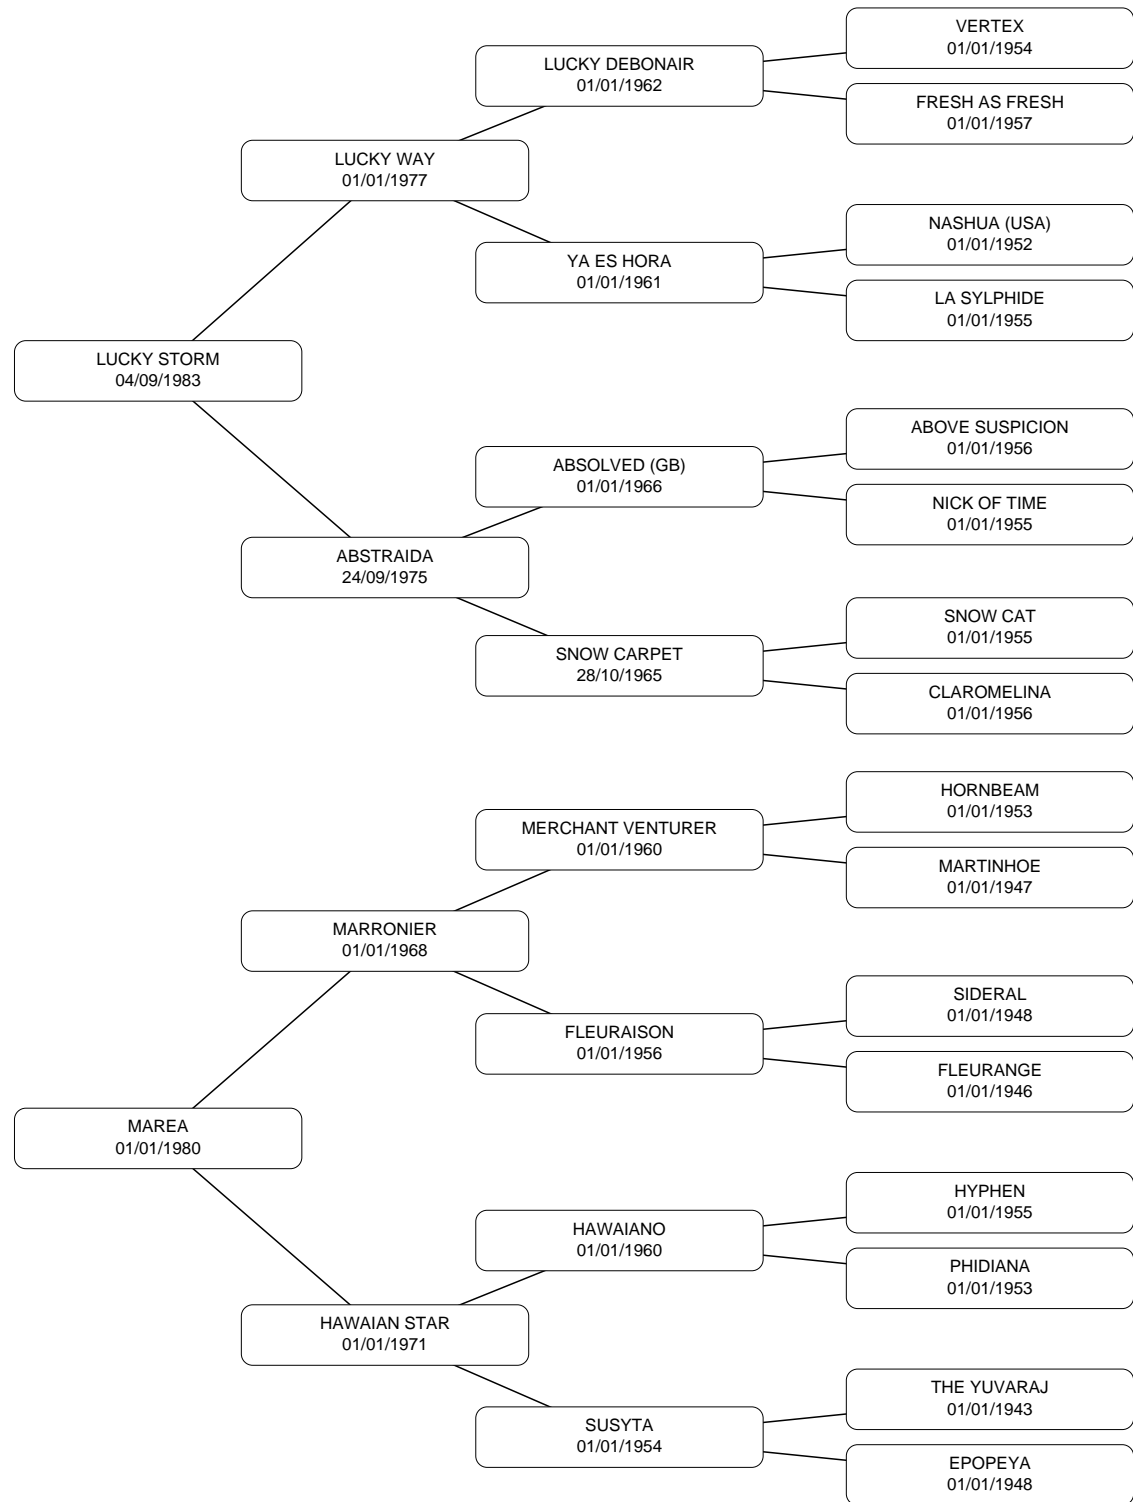 VERTEX
01/01/1954
LUCKY DEBONAIR
01/01/1962
FRESH AS FRESH
01/01/1957
LUCKY WAY
01/01/1977
NASHUA (USA)
01/01/1952
YA ES HORA
01/01/1961
LA SYLPHIDE
01/01/1955
LUCKY STORM
04/09/1983
ABOVE SUSPICION
01/01/1956
ABSOLVED (GB)
01/01/1966
NICK OF TIME
01/01/1955
ABSTRAIDA
24/09/1975
SNOW CAT
01/01/1955
SNOW CARPET
28/10/1965
CLAROMELINA
01/01/1956
HORNBEAM
01/01/1953
MERCHANT VENTURER
01/01/1960
MARTINHOE
01/01/1947
MARRONIER
01/01/1968
SIDERAL
01/01/1948
FLEURAISON
01/01/1956
FLEURANGE
01/01/1946
MAREA
01/01/1980
HYPHEN
01/01/1955
HAWAIANO
01/01/1960
PHIDIANA
01/01/1953
HAWAIAN STAR
01/01/1971
THE YUVARAJ
01/01/1943
SUSYTA
01/01/1954
EPOPEYA
01/01/1948